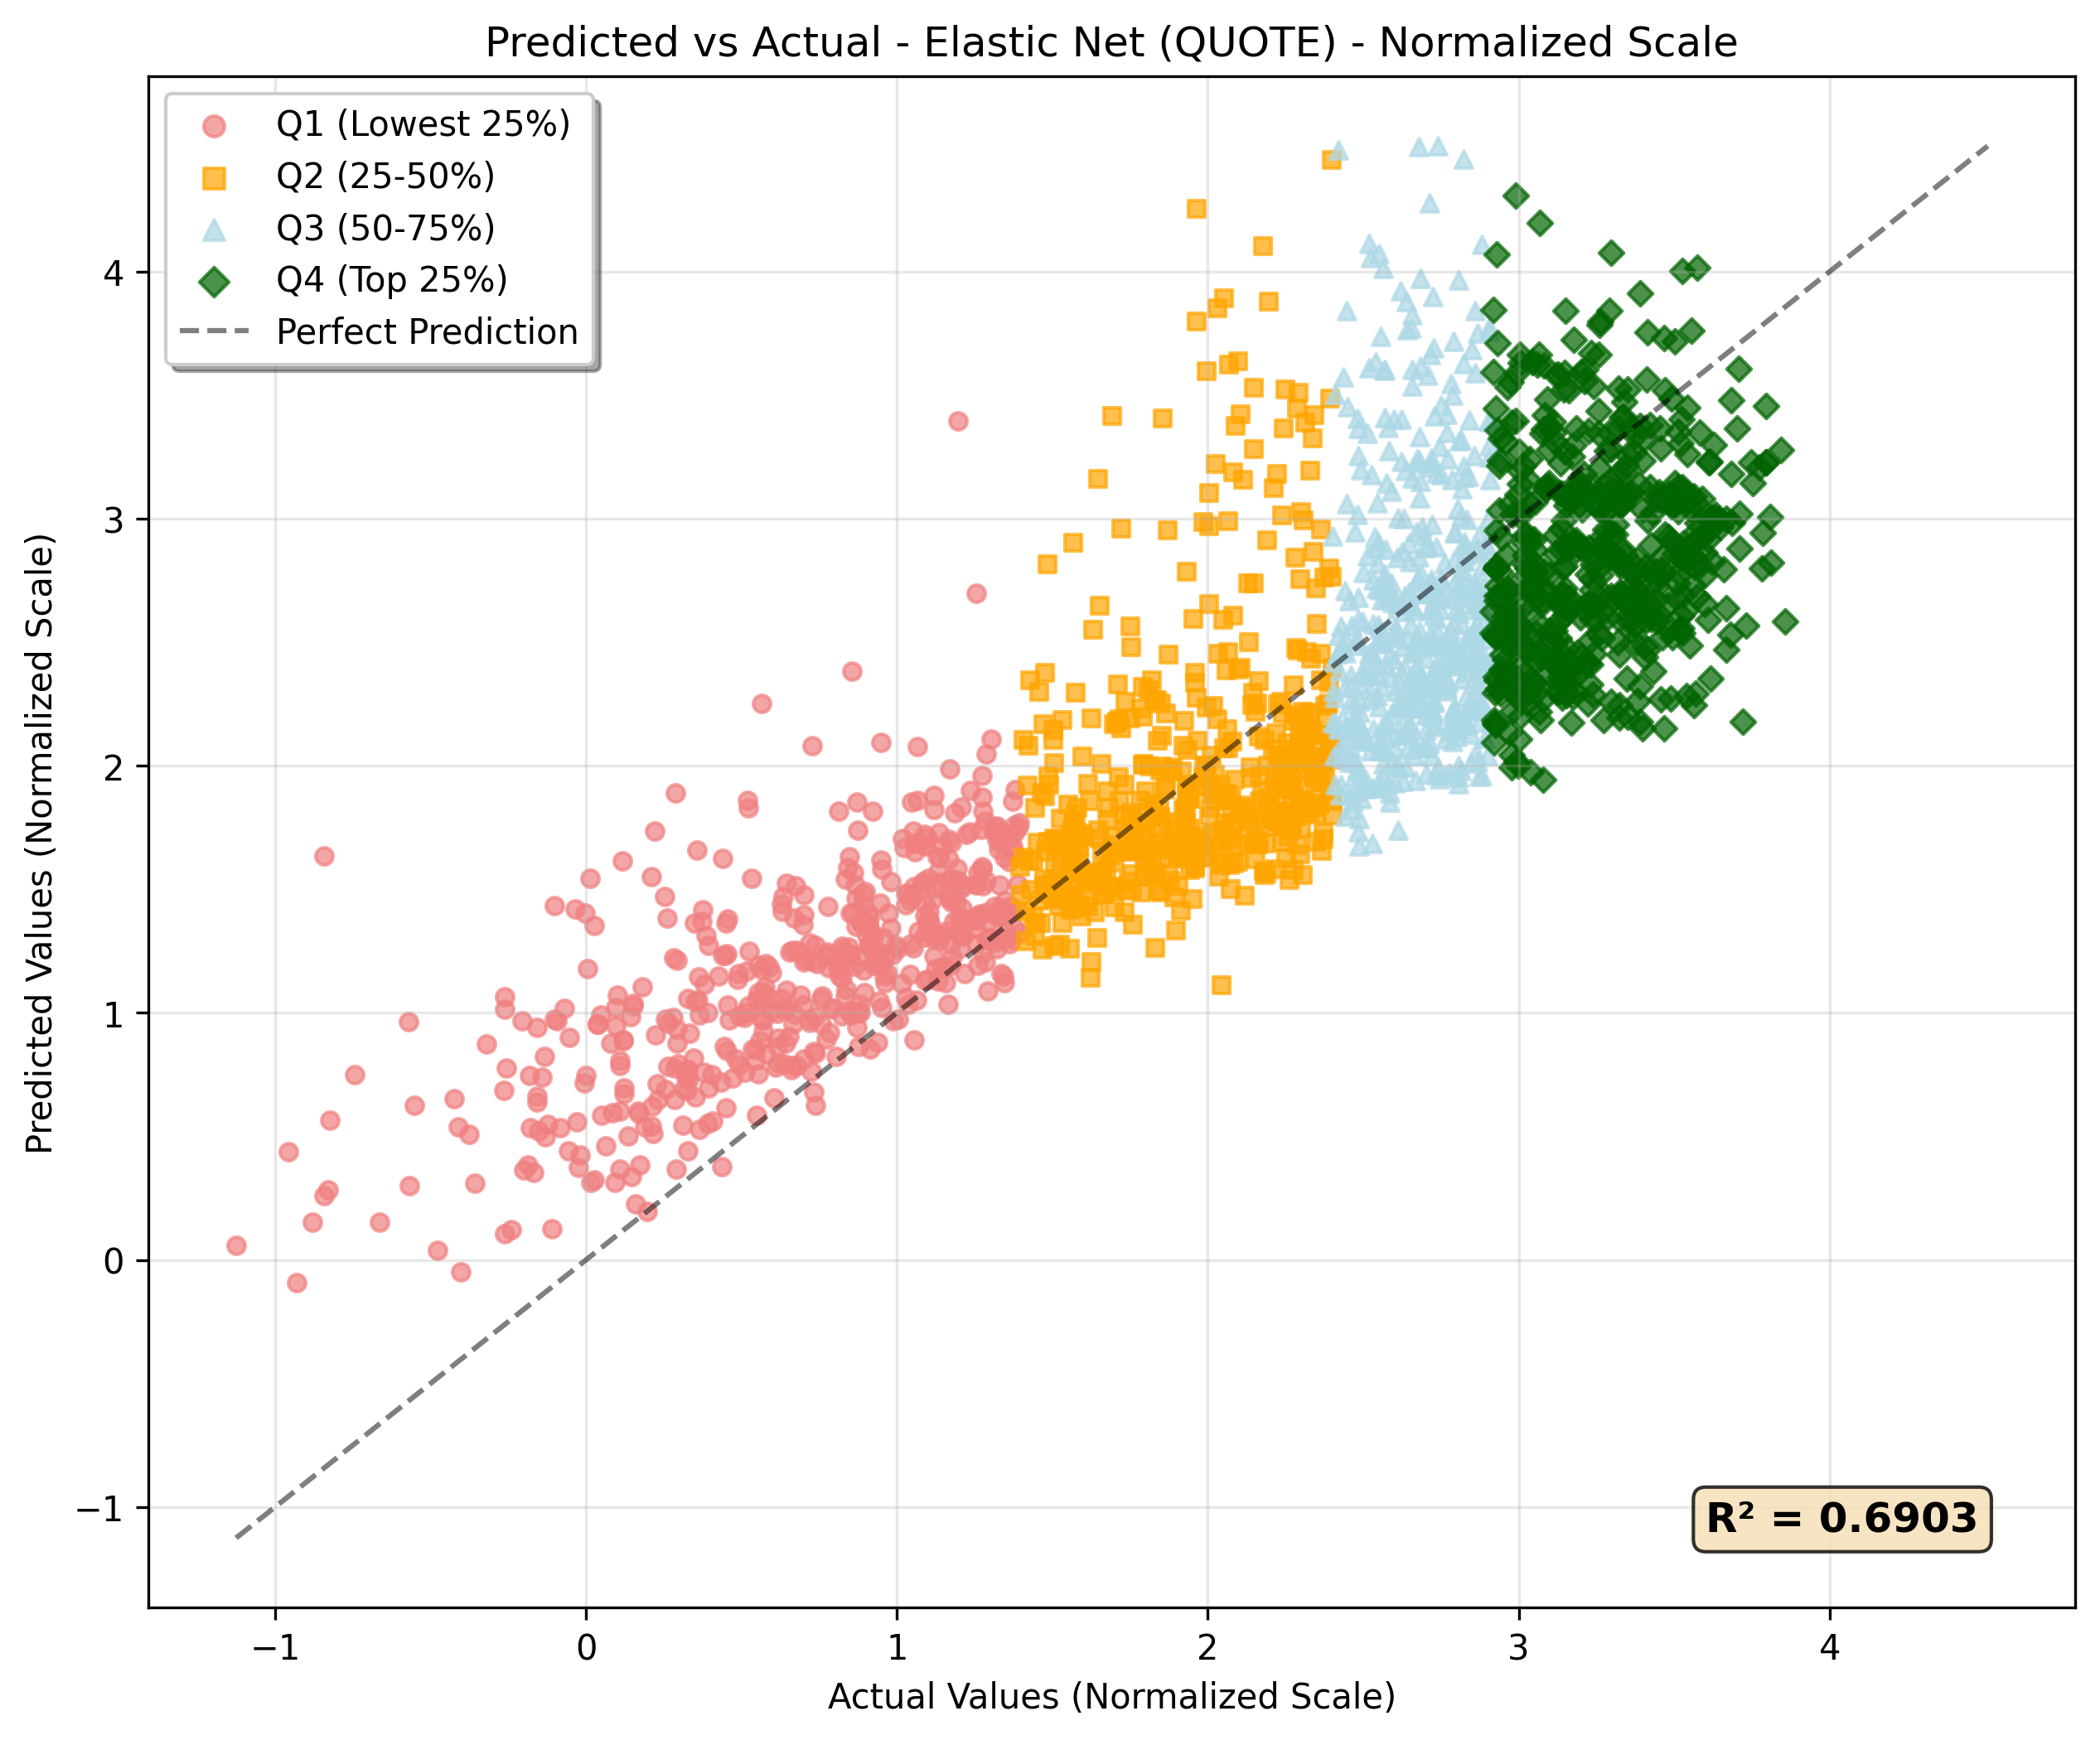 Predicted vs Actual - Elastic Net (QUOTE) - Normalized Scale
Q1 (Lowest 25%)
Q2 (25-50%)
Q3 (50-75%)
Q4 (Top 25%)
Perfect Prediction
Predicted Values (Normalized Scale)
4
3
2
1
0
−1
R² = 0.6903
−1 0 1 2 3 4
Actual Values (Normalized Scale)